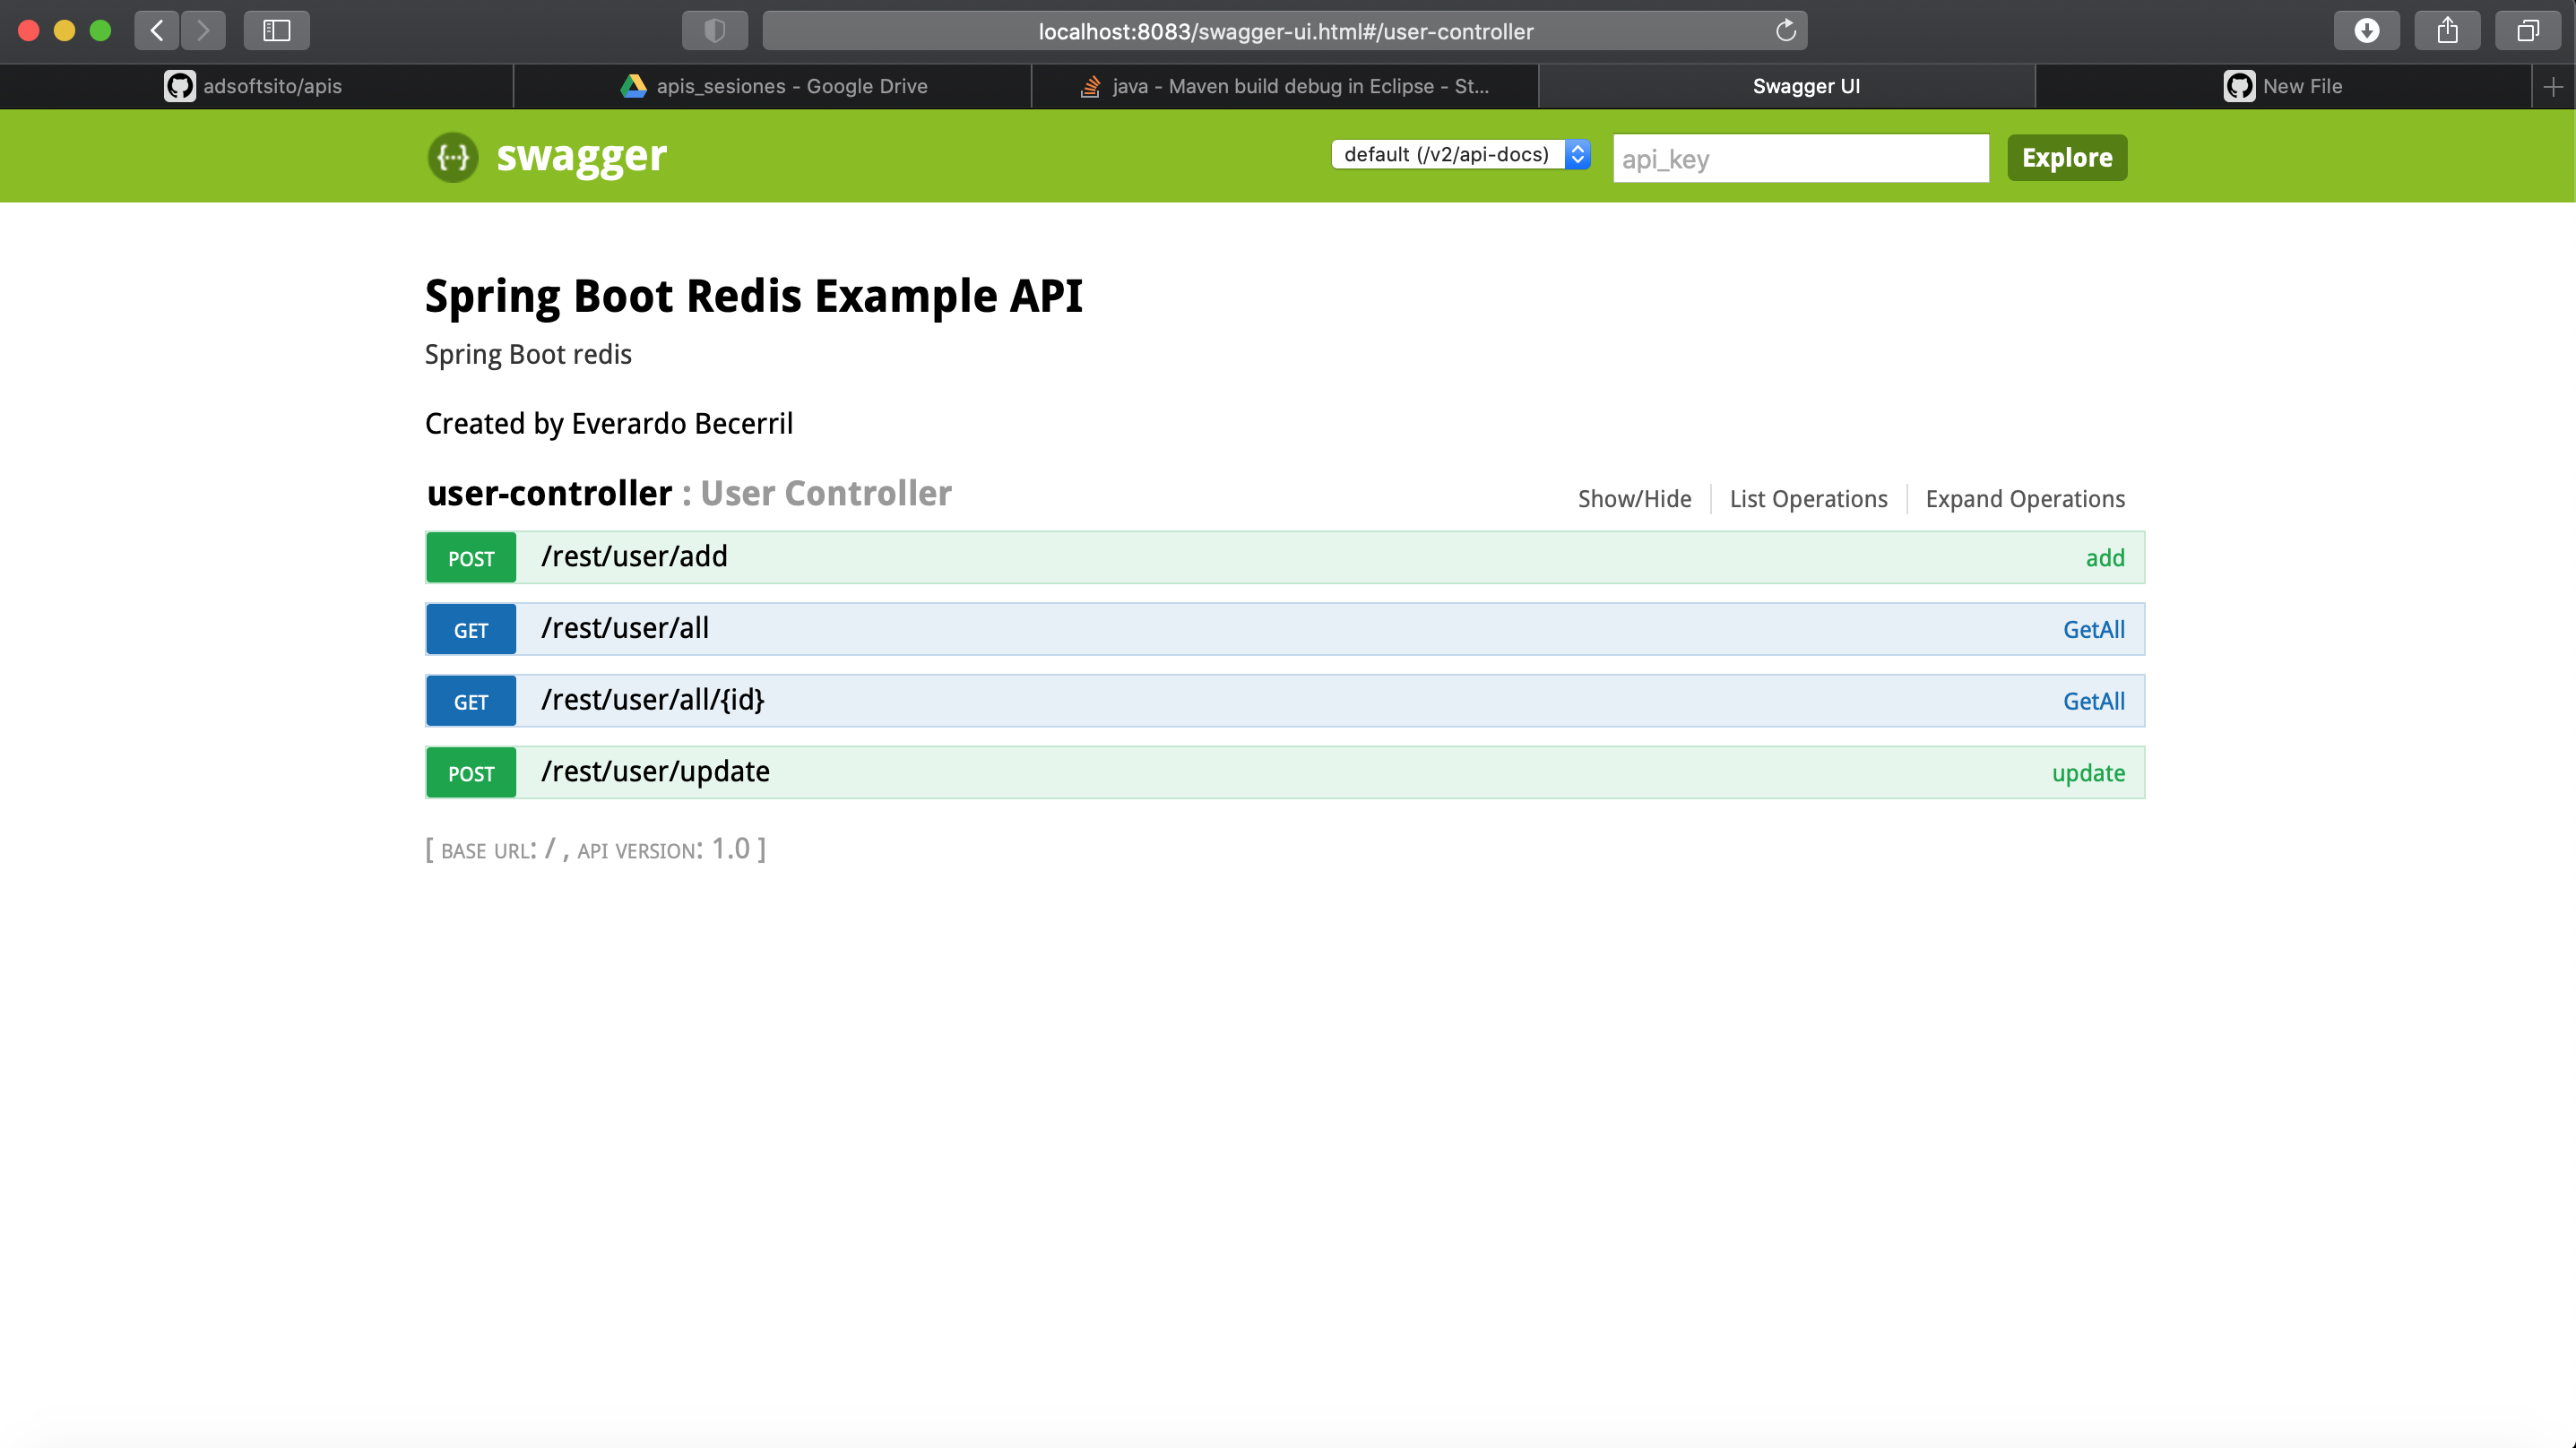 localhost:8083/swagger-ui.html#/user-controller
adsoftsito/apis
apis_sesiones - Google Drive
java - Maven build debug in Eclipse - St...
Swagger UI
New File
{···} swagger
default (/v2/api-docs)
api_key
Explore
Spring Boot Redis Example API
Spring Boot redis
Created by Everardo Becerril
user-controller : User Controller
Show/Hide
List Operations
Expand Operations
POST /rest/user/add add
GET /rest/user/all GetAll
GET /rest/user/all/{id} GetAll
POST /rest/user/update update
[ BASE URL: / , API VERSION: 1.0 ]